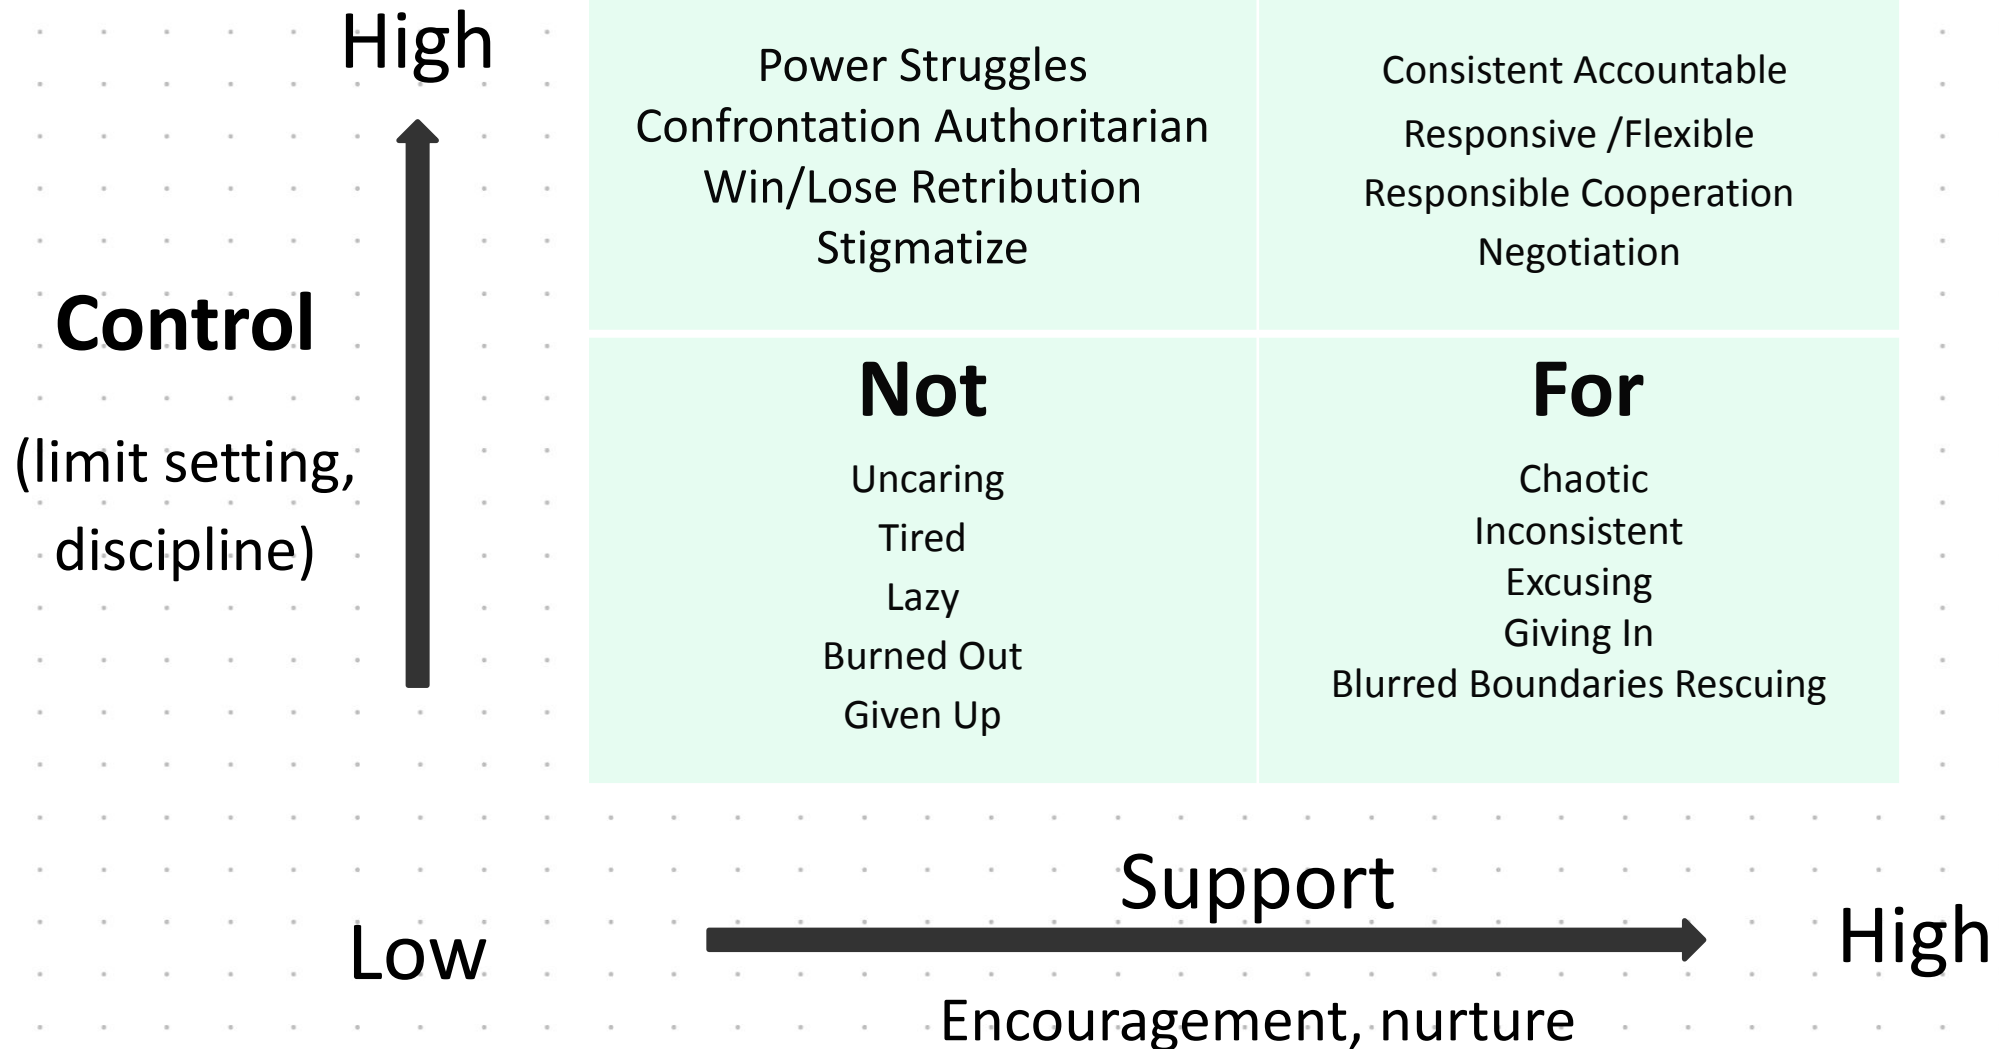 High
Power Struggles
Confrontation Authoritarian
Win/Lose Retribution
Stigmatize
Consistent Accountable
Responsive /Flexible
Responsible Cooperation
Negotiation
Control
(limit setting,
discipline)
Not
Uncaring
Tired
Lazy
Burned Out
Given Up
For
Chaotic
Inconsistent
Excusing
Giving In
Blurred Boundaries Rescuing
Support
Low
High
Encouragement, nurture